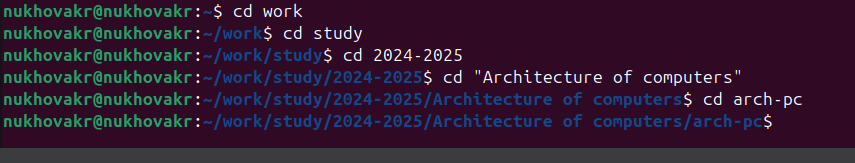 nukhovakr@nukhovakr:~$ cd work
nukhovakr@nukhovakr:~/work$ cd study
nukhovakr@nukhovakr:~/work/study$ cd 2024-2025
nukhovakr@nukhovakr:~/work/study/2024-2025$ cd "Architecture of computers"
nukhovakr@nukhovakr:~/work/study/2024-2025/Architecture of computers$ cd arch-pc
nukhovakr@nukhovakr:~/work/study/2024-2025/Architecture of computers/arch-pc$